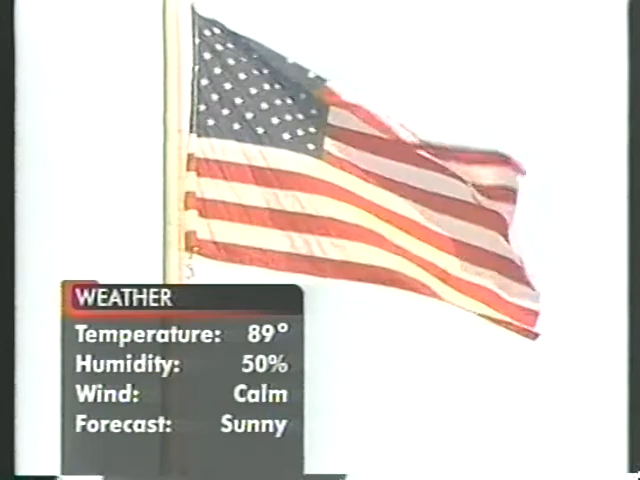 WEATHER
Temperature: 89°
Humidity: 50%
Wind: Calm
Forecast: Sunny